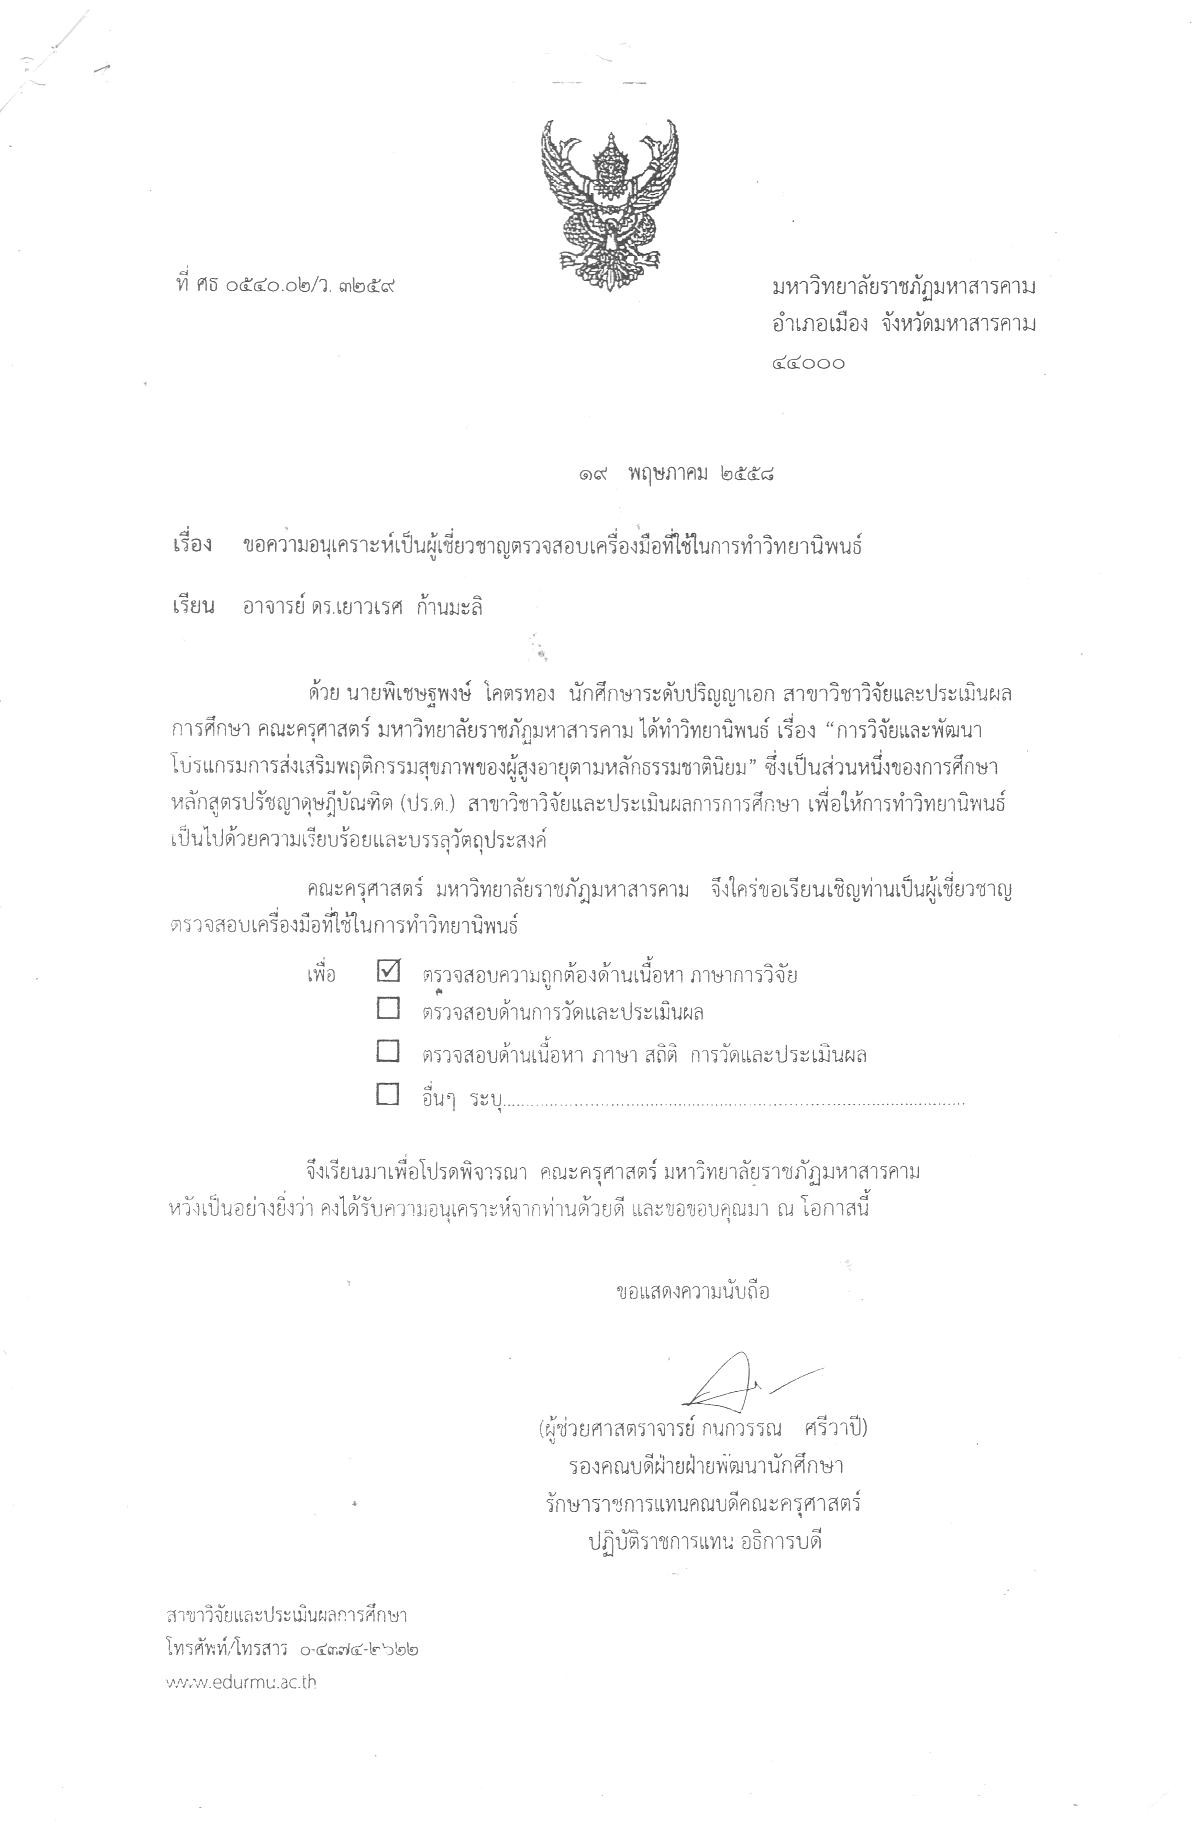 ที่ ศธ ๐๕๔๐.๐๒/ว. ๓๒๕๙
มหาวิทยาลัยราชภัฏมหาสารคาม
อำเภอเมือง จังหวัดมหาสารคาม
๔๔๐๐๐
๑๙ พฤษภาคม ๒๕๕๘
เรื่อง ขอความอนุเคราะห์เป็นผู้เชี่ยวชาญตรวจสอบเครื่องมือที่ใช้ในการทำวิทยานิพนธ์
เรียน อาจารย์ ดร.เยาวเรศ ก้านมะลิ
ด้วย นายพิเชษฐพงษ์ โคตรทอง นักศึกษาระดับปริญญาเอก สาขาวิชาวิจัยและประเมินผล
การศึกษา คณะครุศาสตร์ มหาวิทยาลัยราชภัฏมหาสารคาม ได้ทำวิทยานิพนธ์ เรื่อง “การวิจัยและพัฒนา
โปรแกรมการส่งเสริมพฤติกรรมสุขภาพของผู้สูงอายุตามหลักธรรมชาตินิยม” ซึ่งเป็นส่วนหนึ่งของการศึกษา
หลักสูตรปรัชญาดุษฎีบัณฑิต (ปร.ด.) สาขาวิชาวิจัยและประเมินผลการการศึกษา เพื่อให้การทำวิทยานิพนธ์
เป็นไปด้วยความเรียบร้อยและบรรลุวัตถุประสงค์
คณะครุศาสตร์ มหาวิทยาลัยราชภัฏมหาสารคาม จึงใคร่ขอเรียนเชิญท่านเป็นผู้เชี่ยวชาญ
ตรวจสอบเครื่องมือที่ใช้ในการทำวิทยานิพนธ์
เพื่อ ☑ ตรวจสอบความถูกต้องด้านเนื้อหา ภาษาการวิจัย
☐ ตรวจสอบด้านการวัดและประเมินผล
☐ ตรวจสอบด้านเนื้อหา ภาษา สถิติ การวัดและประเมินผล
☐ อื่นๆ ระบุ..........................................................................................
จึงเรียนมาเพื่อโปรดพิจารณา คณะครุศาสตร์ มหาวิทยาลัยราชภัฏมหาสารคาม
หวังเป็นอย่างยิ่งว่า คงได้รับความอนุเคราะห์จากท่านด้วยดี และขอขอบคุณมา ณ โอกาสนี้
ขอแสดงความนับถือ
(ผู้ช่วยศาสตราจารย์ กนกวรรณ ศรีวาปี)
รองคณบดีฝ่ายฝ่ายพัฒนานักศึกษา
รักษาราชการแทนคณบดีคณะครุศาสตร์
ปฏิบัติราชการแทน อธิการบดี
สาขาวิจัยและประเมินผลการศึกษา
โทรศัพท์/โทรสาร ๐-๔๓๗๔-๒๖๒๒
www.edurmu.ac.th